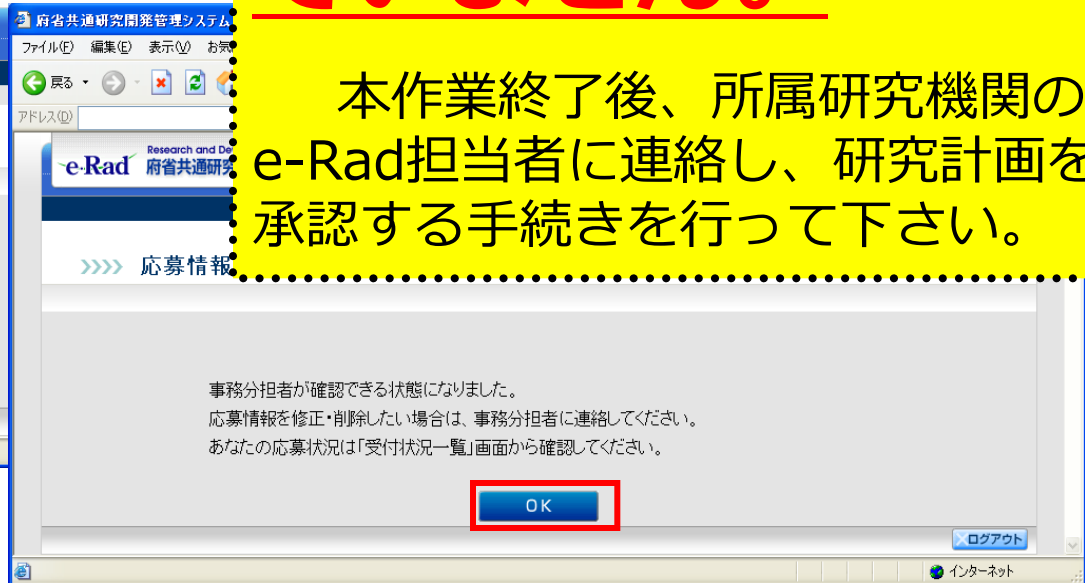 ていません。
本作業終了後、所属研究機関の
e-Rad担当者に連絡し、研究計画を
承認する手続きを行って下さい。
府省共通研究開発管理システム
ファイル(F) 編集(E) 表示(V) お気
戻る
アドレス(D)
e-Rad Research and De
府省共通研究
>>>> 応募情報
事務分担者が確認できる状態になりました。
応募情報を修正・削除したい場合は、事務分担者に連絡してください。
あなたの応募状況は「受付状況一覧」画面から確認してください。
OK
ログアウト
インターネット